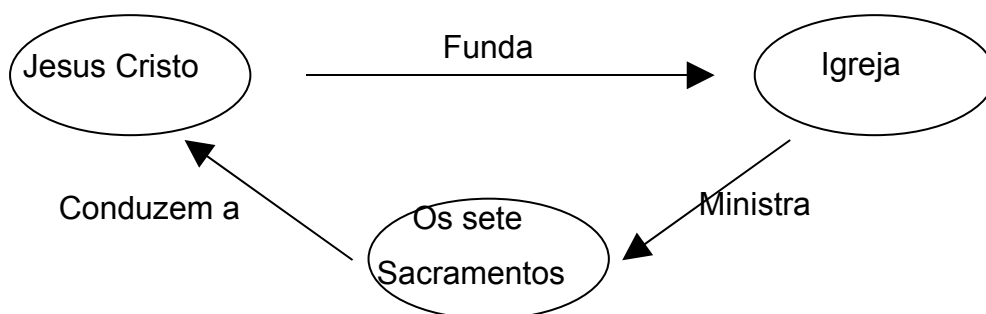 Jesus Cristo
Funda
Igreja
Conduzem a
Os sete
Sacramentos
Ministra